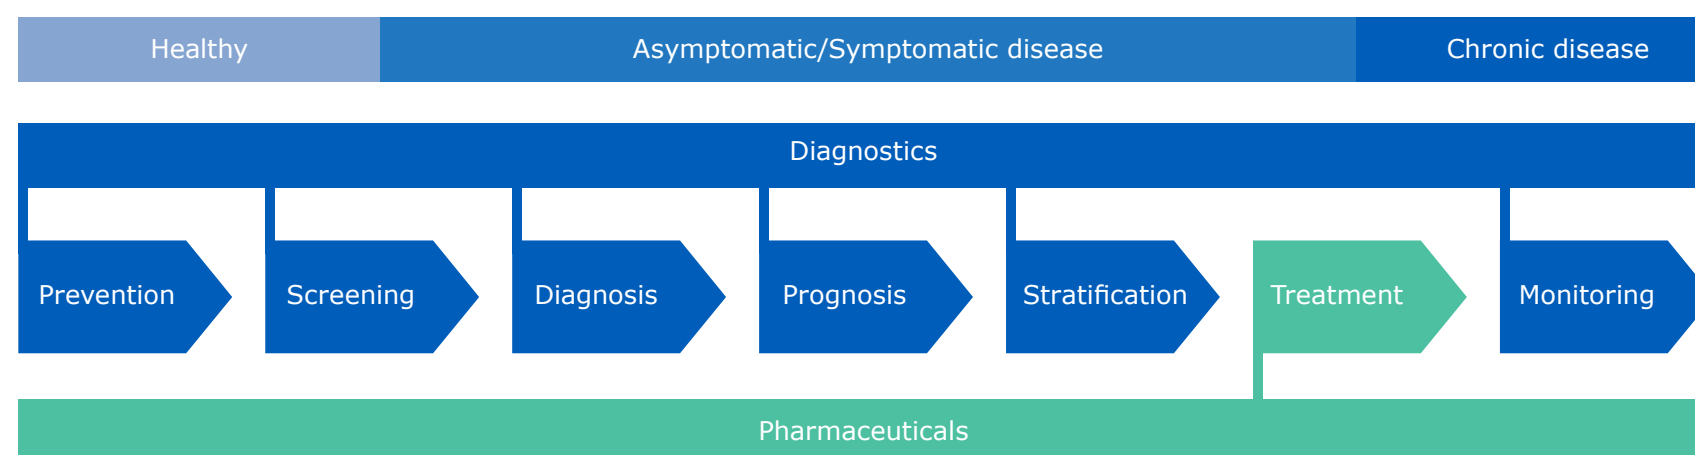 Healthy Asymptomatic/Symptomatic disease Chronic disease
Diagnostics
Prevention Screening Diagnosis Prognosis Stratification Treatment Monitoring
Pharmaceuticals